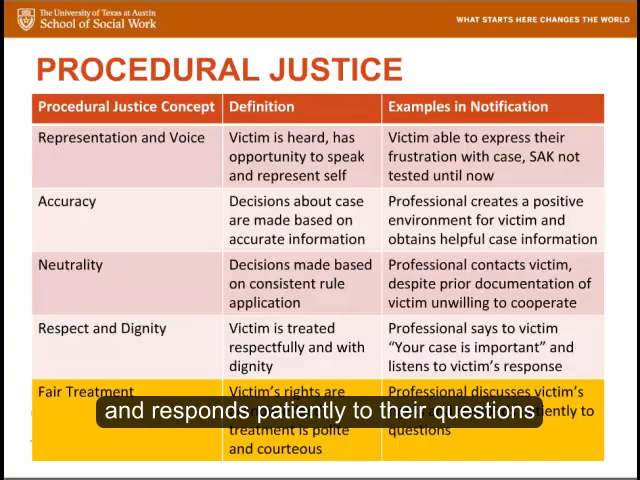 The University of Texas at Austin
School of Social Work
WHAT STARTS HERE CHANGES THE WORLD
PROCEDURAL JUSTICE
Procedural Justice Concept
Definition
Examples in Notification
Representation and Voice
Victim is heard, has
opportunity to speak
and represent self
Victim able to express their
frustration with case, SAK not
tested until now
Accuracy
Decisions about case
are made based on
accurate information
Professional creates a positive
environment for victim and
obtains helpful case information
Neutrality
Decisions made based
on consistent rule
application
Professional contacts victim,
despite prior documentation of
victim unwilling to cooperate
Respect and Dignity
Victim is treated
respectfully and with
dignity
Professional says to victim
“Your case is important” and
listens to victim’s response
Fair Treatment
Victim’s rights are
treatment is polite
and courteous
Professional discusses victim’s
questions
and responds patiently to their questions